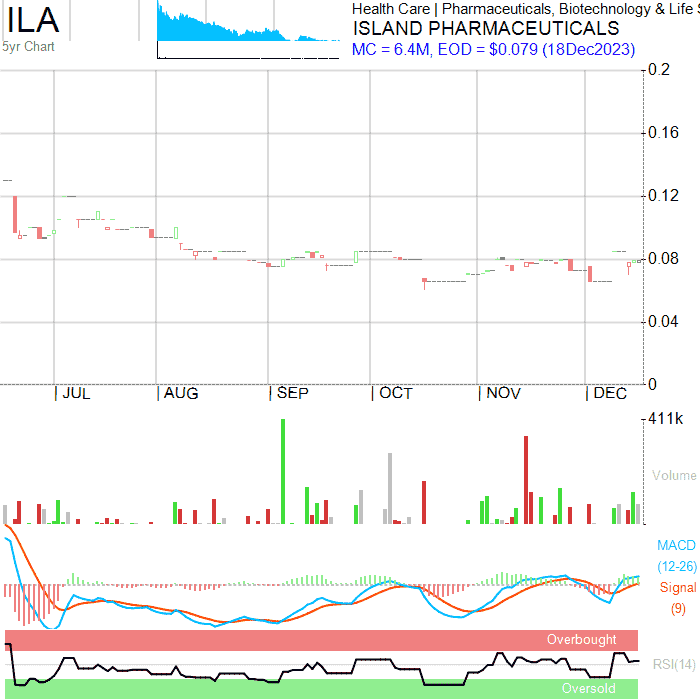 ILA
5yr Chart
Health Care | Pharmaceuticals, Biotechnology & Life S
ISLAND PHARMACEUTICALS
MC = 6.4M, EOD = $0.079 (18Dec2023)
0.2
0.16
0.12
0.08
0.04
0
| JUL | AUG | SEP | OCT | NOV | DEC
411k
Volume
MACD
(12-26)
Signal
(9)
Overbought
RSI(14)
Oversold